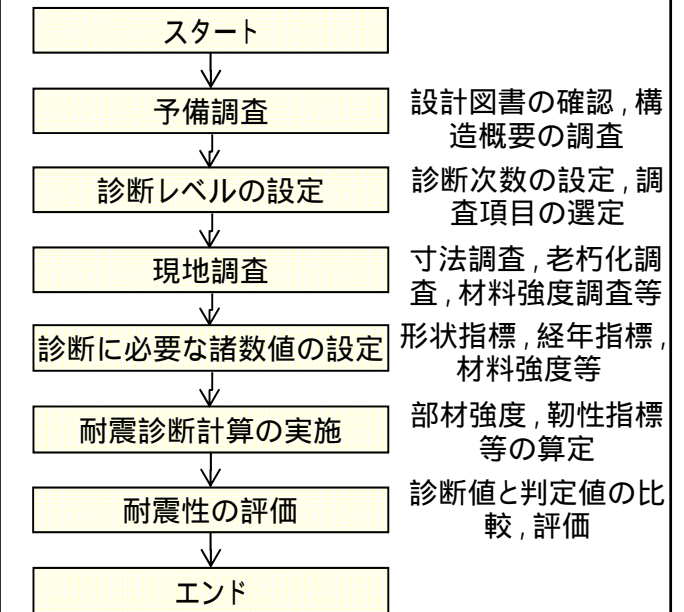 スタート
予備調査
設計図書の確認,構
造概要の調査
診断レベルの設定
診断次数の設定,調
査項目の選定
現地調査
寸法調査,老朽化調
査,材料強度調査等
診断に必要な諸数値の設定
形状指標,経年指標,
材料強度等
耐震診断計算の実施
部材強度,靭性指標
等の算定
耐震性の評価
診断値と判定値の比
較,評価
エンド